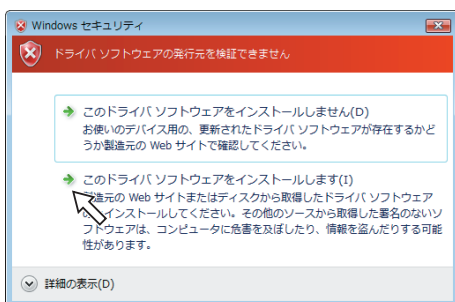 Windows セキュリティ
ドライバ ソフトウェアの発行元を検証できません
このドライバ ソフトウェアをインストールしません(D)
お使いのデバイス用の、更新されたドライバ ソフトウェアが存在するかど
うか製造元の Web サイトで確認してください。
このドライバ ソフトウェアをインストールします(I)
造元の Web サイトまたはディスクから取得したドライバ ソフトウェア
インストールしてください。その他のソースから取得した署名のないソ
フトウェアは、コンピュータに危害を及ぼしたり、情報を盗んだりする可能
性があります。
詳細の表示(D)